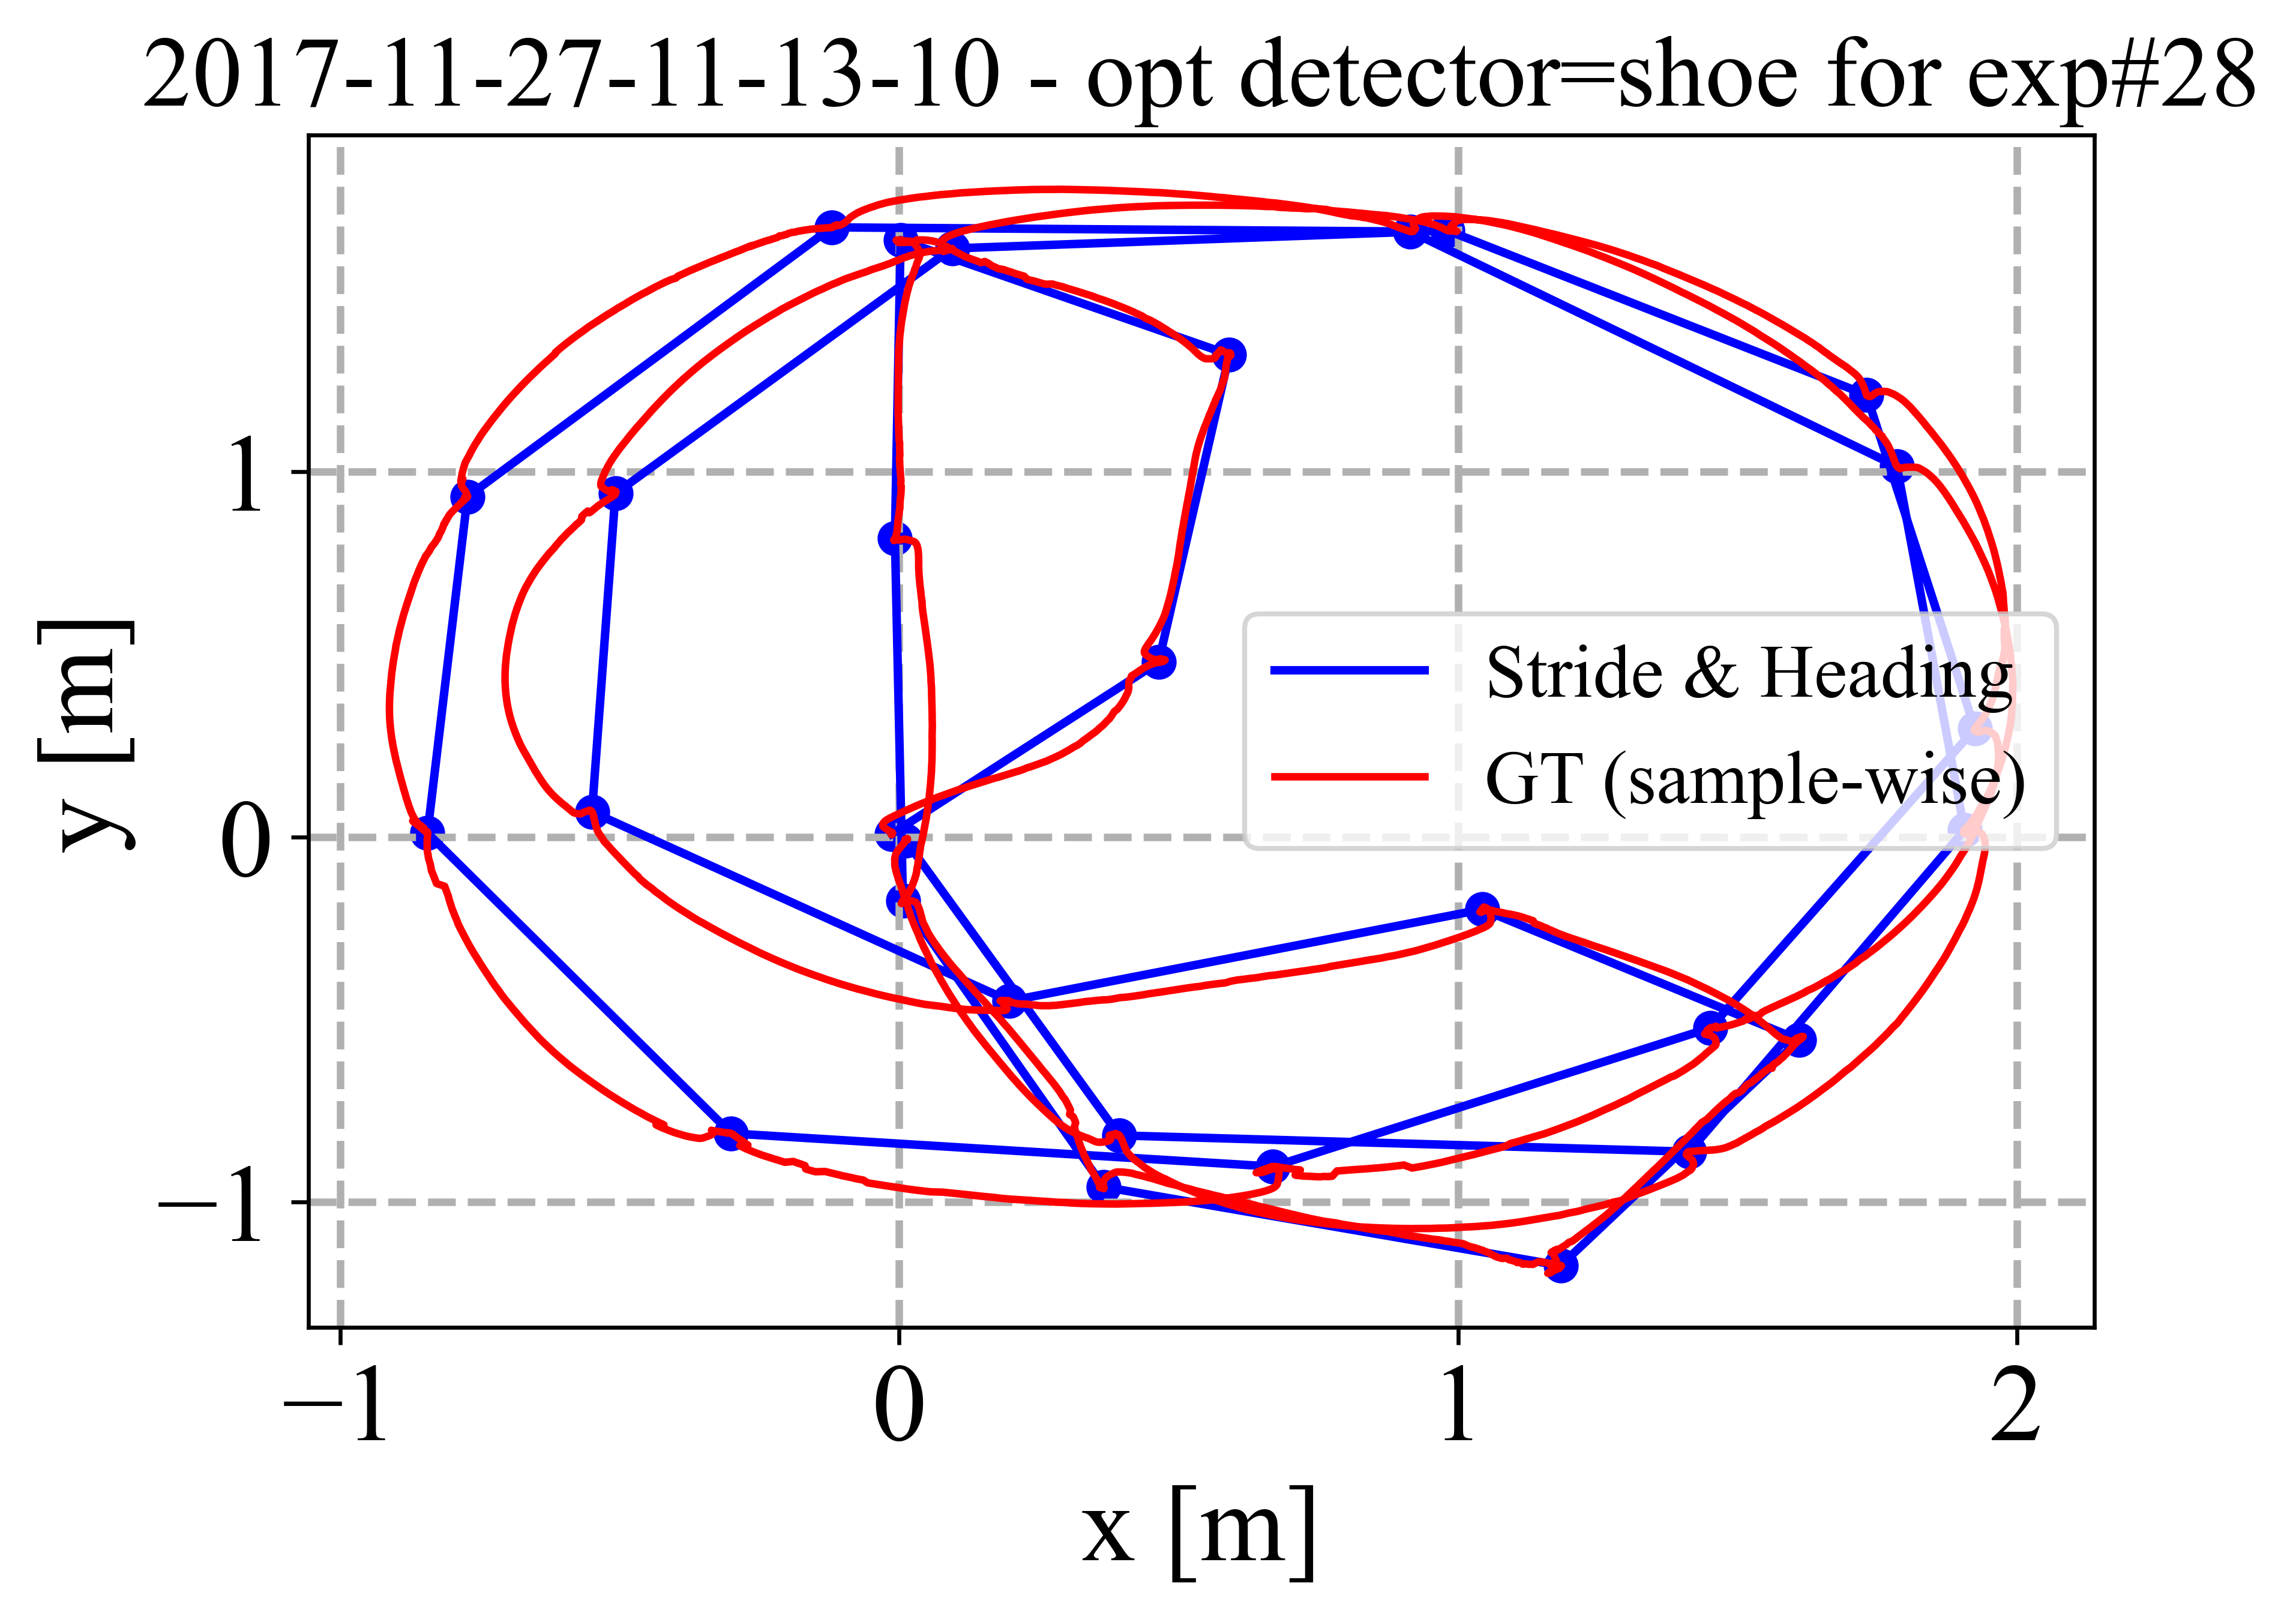 2017-11-27-11-13-10 - opt detector=shoe for exp#28
y [m]
1
0
−1
Stride & Heading
GT (sample-wise)
−1 0 1 2
x [m]